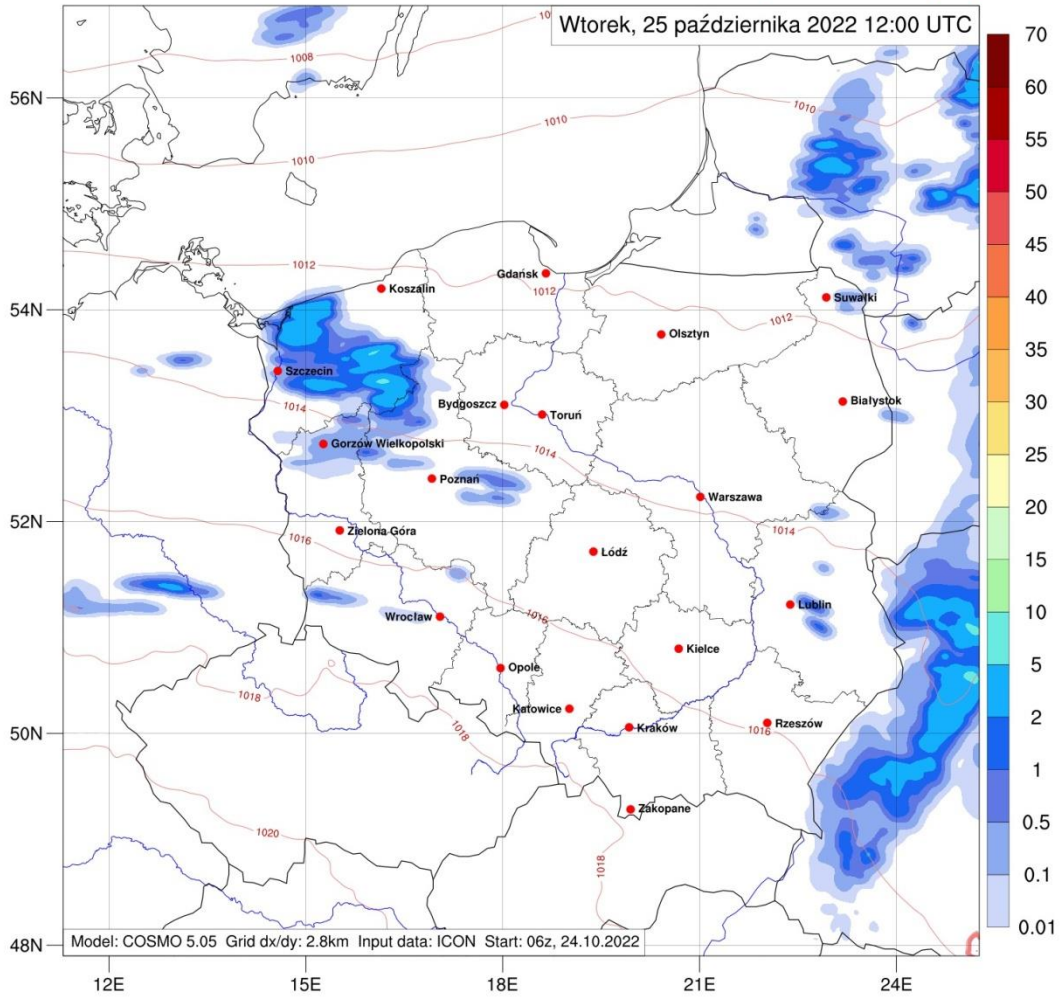 Wtorek, 25 października 2022 12:00 UTC
70
60
55
50
45
40
35
30
25
20
15
10
5
2
1
0.5
0.1
0.01
56N
54N
52N
50N
48N
1008
1010
1010
1010
1012
1012
1012
1014
1014
1014
1016
1016
1016
1018
1018
1018
1020
Gdańsk
Koszalin
Suwałki
Olsztyn
Szczecin
Bydgoszcz
Toruń
Białystok
Gorzów Wielkopolski
Poznań
Warszawa
Zielona Góra
Łódź
Lublin
Wrocław
Kielce
Opole
Katowice
Kraków
Rzeszów
Zakopane
Model: COSMO 5.05 Grid dx/dy: 2.8km Input data: ICON Start: 06z, 24.10.2022
12E
15E
18E
21E
24E